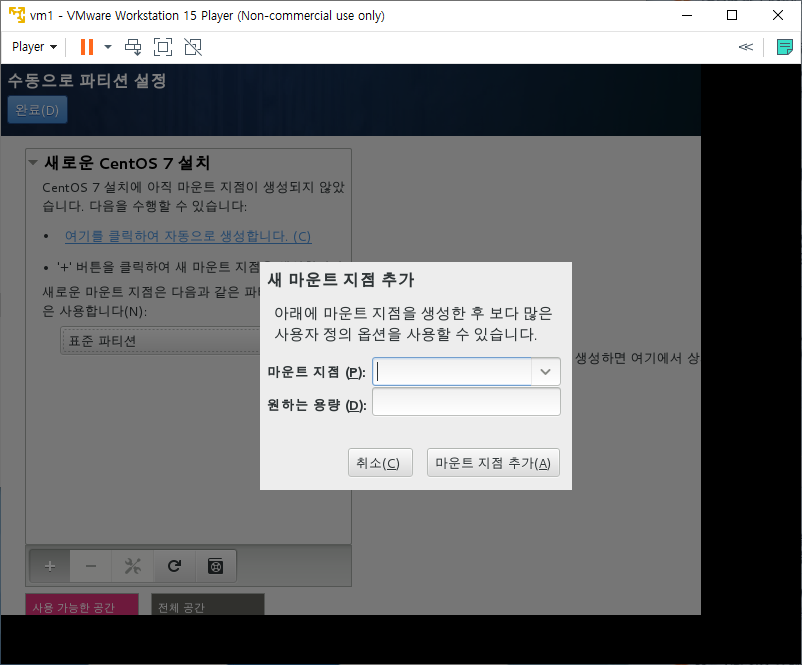 vm1 - VMware Workstation 15 Player (Non-commercial use only)
Player
수동으로 파티션 설정
완료(D)
새로운 CentOS 7 설치
CentOS 7 설치에 아직 마운트 지점이 생성되지 않았
습니다. 다음을 수행할 수 있습니다:
• 여기를 클릭하여 자동으로 생성합니다. (C)
• '+' 버튼을 클릭하여 새 마운트 지점
새로운 마운트 지점은 다음과 같은 파
은 사용합니다(N):
표준 파티션
생성하면 여기에서 상
새 마운트 지점 추가
아래에 마운트 지점을 생성한 후 보다 많은
사용자 정의 옵션을 사용할 수 있습니다.
마운트 지점 (P):
원하는 용량 (D):
취소(C) 마운트 지점 추가(A)
사용 가능한 공간 전체 공간